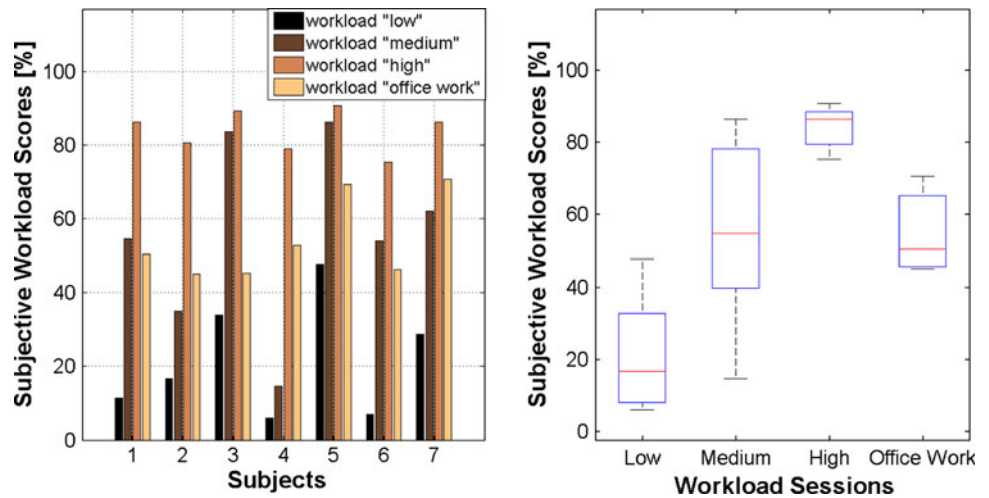 Subjective Workload Scores [%]
100
80
60
40
20
0
workload "low"
workload "medium"
workload "high"
workload "office work"
1 2 3 4 5 6 7
Subjects
Subjective Workload Scores [%]
100
80
60
40
20
0
Low Medium High Office Work
Workload Sessions